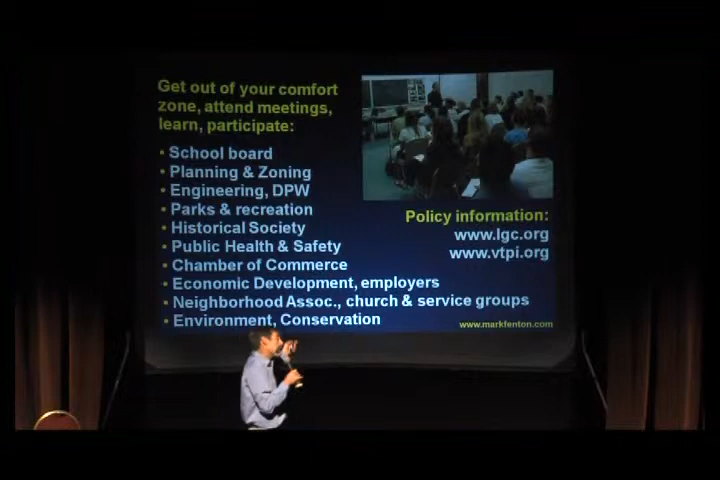 Get out of your comfort
zone, attend meetings,
learn, participate:
• School board
• Planning & Zoning
• Engineering, DPW
• Parks & recreation
• Historical Society
• Public Health & Safety
• Chamber of Commerce
• Economic Development, employers
• Neighborhood Assoc., church & service groups
• Environment, Conservation
Policy information:
www.lgc.org
www.vtpi.org
www.markfenton.com